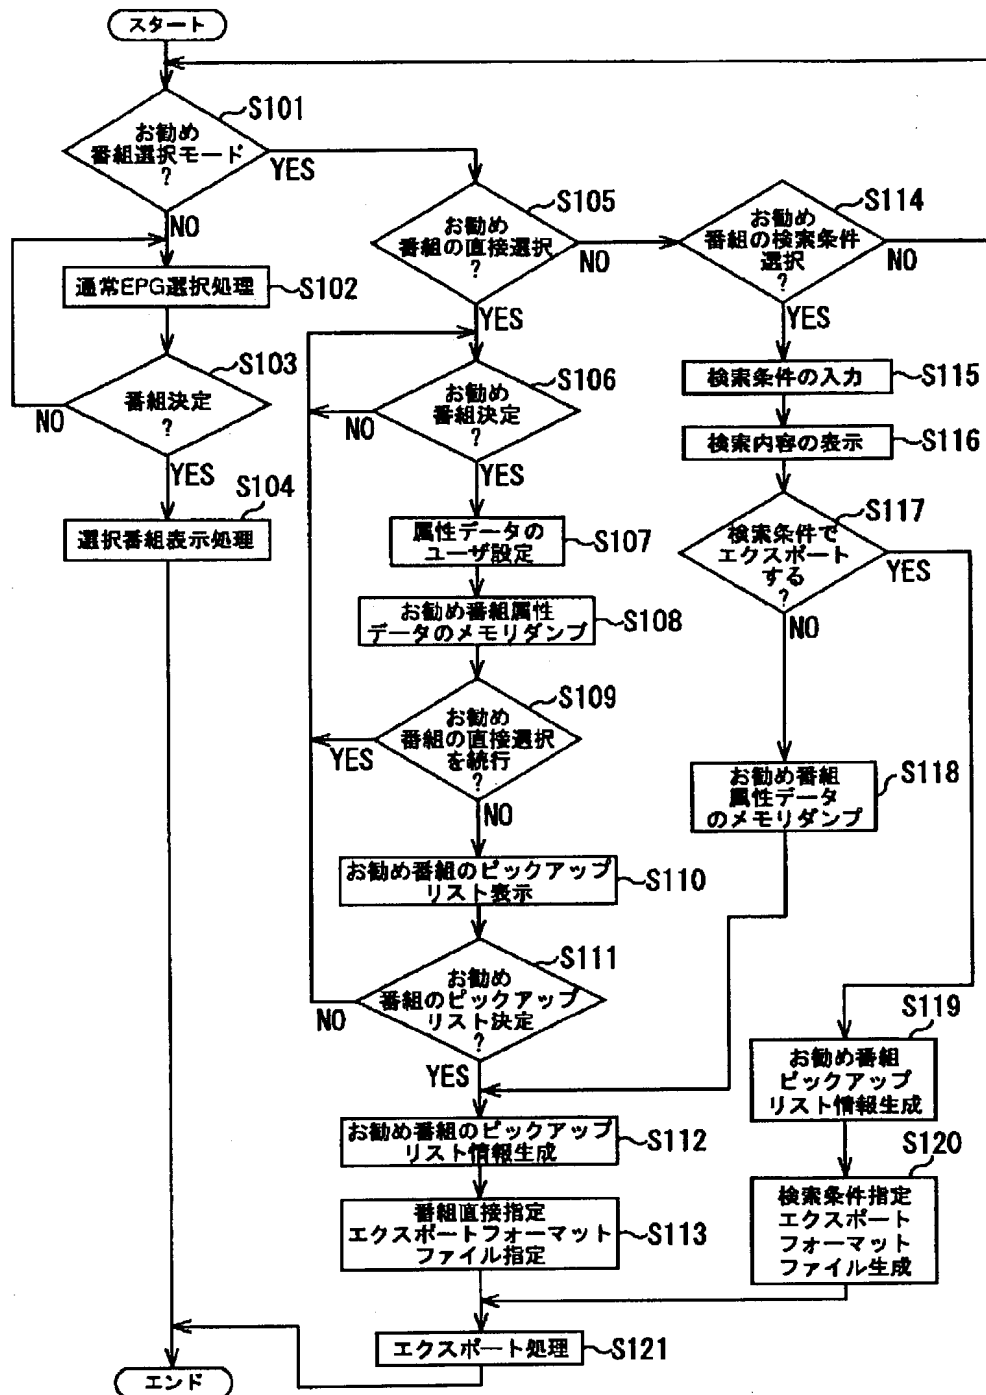 スタート
お勧め
番組選択モード
?
S101
YES
NO
通常EPG選択処理
S102
番組決定
?
S103
NO
YES
S104
選択番組表示処理
お勧め
番組の直接選択
?
S105
NO
YES
お勧め
番組決定
?
S106
NO
YES
属性データの
ユーザ設定
S107
お勧め番組属性
データのメモリダンプ
S108
お勧め
番組の直接選択
を続行
?
S109
YES
NO
お勧め番組のピックアップ
リスト表示
S110
お勧め
番組のピックアップ
リスト決定
?
S111
NO
YES
お勧め番組のピックアップ
リスト情報生成
S112
番組直接指定
エクスポートフォーマット
ファイル指定
S113
お勧め
番組の検索条件
選択
?
S114
NO
YES
検索条件の入力
S115
検索内容の表示
S116
検索条件で
エクスポート
する
?
S117
YES
NO
お勧め番組
属性データ
のメモリダンプ
S118
S119
お勧め番組
ピックアップ
リスト情報生成
S120
検索条件指定
エクスポート
フォーマット
ファイル生成
エクスポート処理
S121
エンド